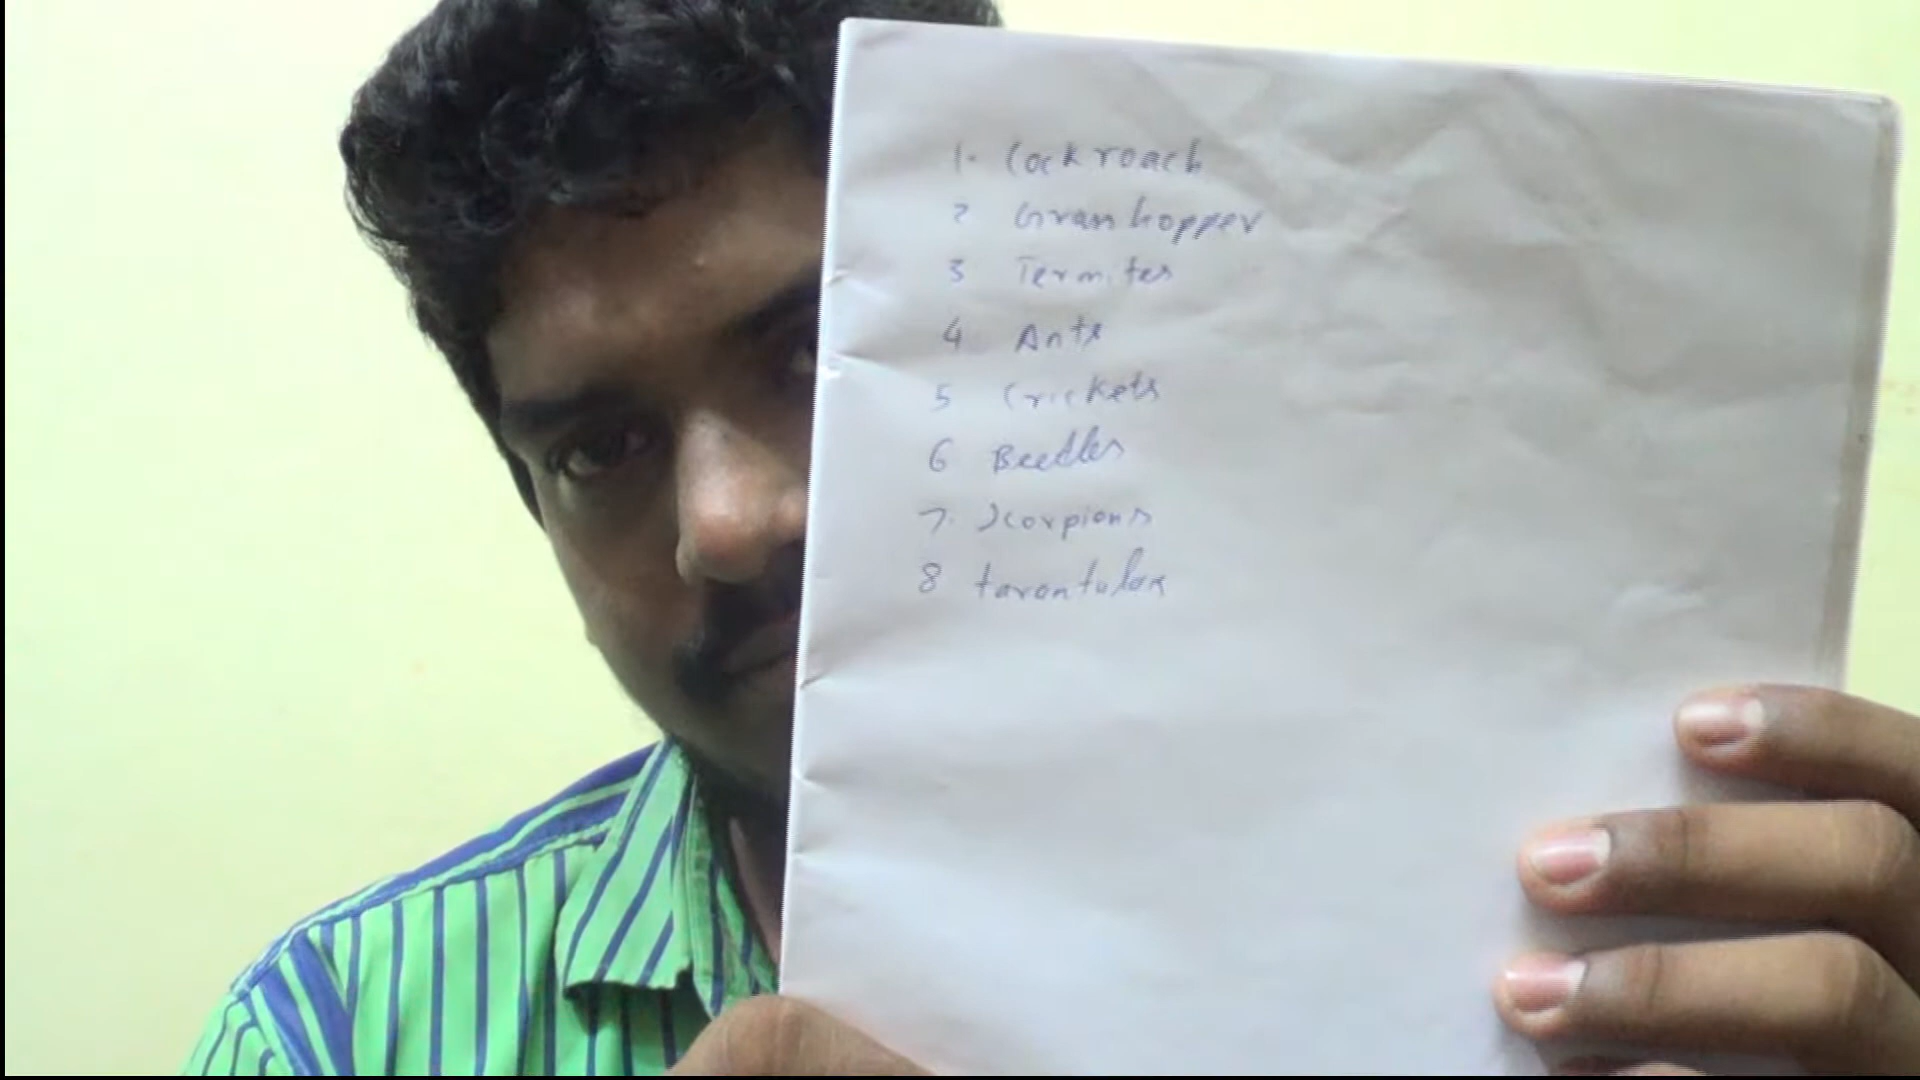 1. Cockroach
2 Grasshopper
3 Termites
4 Ants
5 Crickets
6 Beedles
7. Scorpions
8 tarantulas